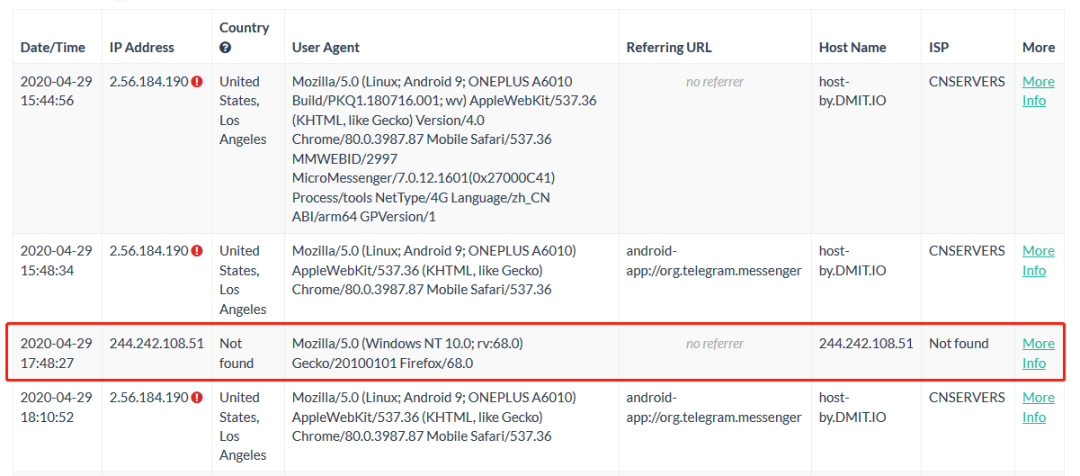 Date/Time IP Address Country User Agent Referring URL Host Name ISP More
2020-04-29 2.56.184.190 United Mozilla/5.0 (Linux; Android 9; ONEPLUS A6010 no referrer host- CNSERVERS More
15:44:56 States, Build/PKQ1.180716.001; wv) AppleWebKit/537.36 by.DMIT.IO Info
Los (KHTML, like Gecko) Version/4.0
Angeles Chrome/80.0.3987.87 Mobile Safari/537.36
MMWEBID/2997
MicroMessenger/7.0.12.1601(0x27000C41)
Process/tools NetType/4G Language/zh_CN
ABI/arm64 GPVersion/1
2020-04-29 2.56.184.190 United Mozilla/5.0 (Linux; Android 9; ONEPLUS A6010) android- host- CNSERVERS More
15:48:34 States, AppleWebKit/537.36 (KHTML, like Gecko) app://org.telegram.messenger by.DMIT.IO Info
Los Chrome/80.0.3987.87 Mobile Safari/537.36
Angeles
2020-04-29 244.242.108.51 Not Mozilla/5.0 (Windows NT 10.0; rv:68.0) no referrer 244.242.108.51 Not found More
17:48:27 found Gecko/20100101 Firefox/68.0 Info
2020-04-29 2.56.184.190 United Mozilla/5.0 (Linux; Android 9; ONEPLUS A6010) android- host- CNSERVERS More
18:10:52 States, AppleWebKit/537.36 (KHTML, like Gecko) app://org.telegram.messenger by.DMIT.IO Info
Los Chrome/80.0.3987.87 Mobile Safari/537.36
Angeles